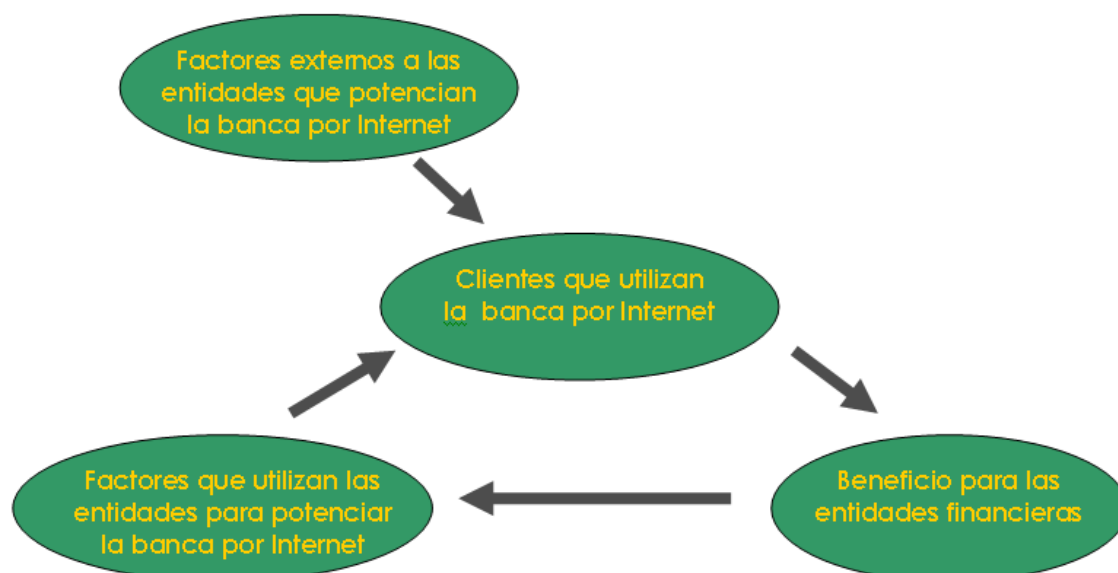 Factores externos a las
entidades que potencian
la banca por Internet
Clientes que utilizan
la banca por Internet
Factores que utilizan las
entidades para potenciar
la banca por Internet
Beneficio para las
entidades financieras